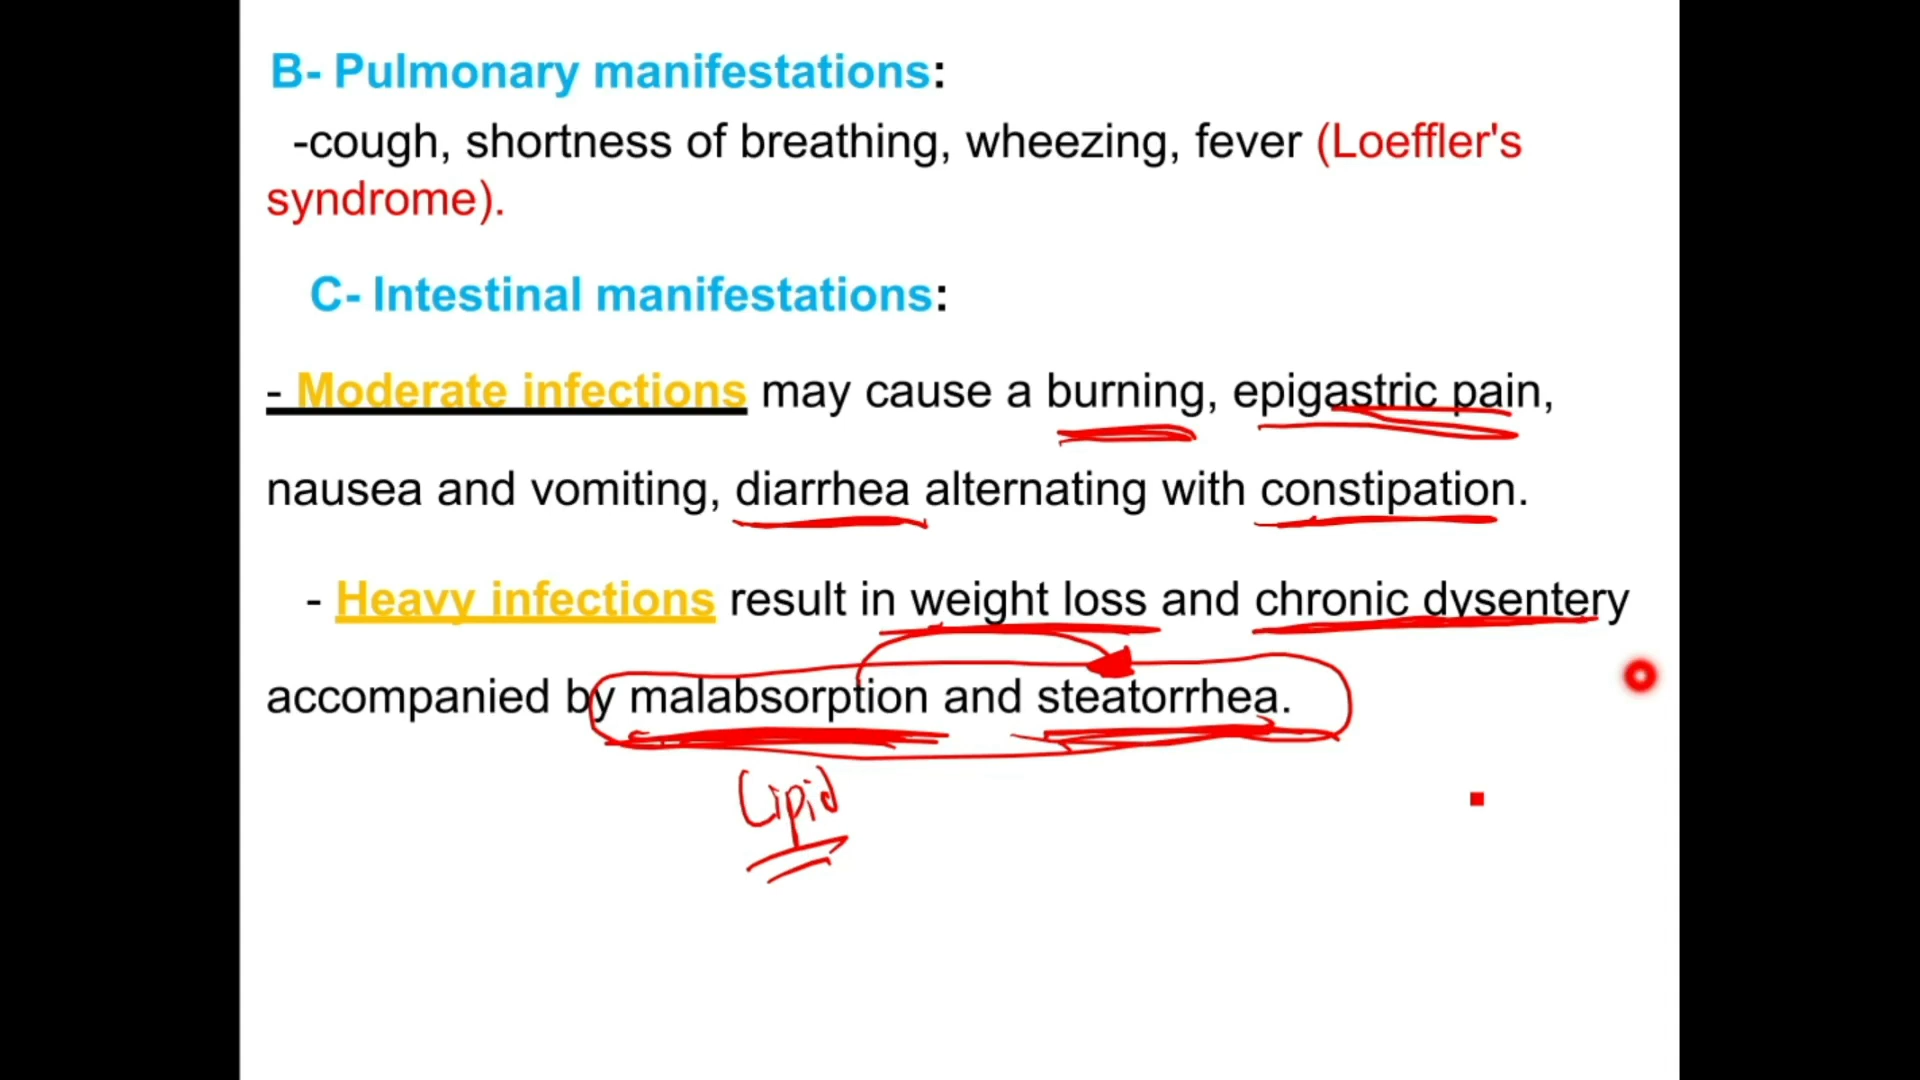 B- Pulmonary manifestations:
-cough, shortness of breathing, wheezing, fever (Loeffler's
syndrome).
C- Intestinal manifestations:
- Moderate infections may cause a burning, epigastric pain,
nausea and vomiting, diarrhea alternating with constipation.
- Heavy infections result in weight loss and chronic dysentery
accompanied by malabsorption and steatorrhea.
Lipid